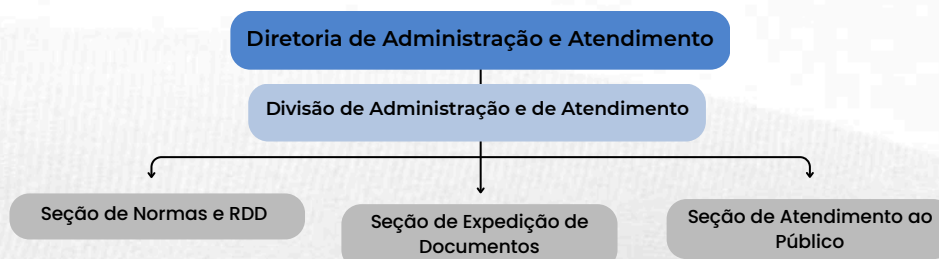 Diretoria de Administração e Atendimento
Divisão de Administração e de Atendimento
Seção de Normas e RDD
Seção de Expedição de
Documentos
Seção de Atendimento ao
Público